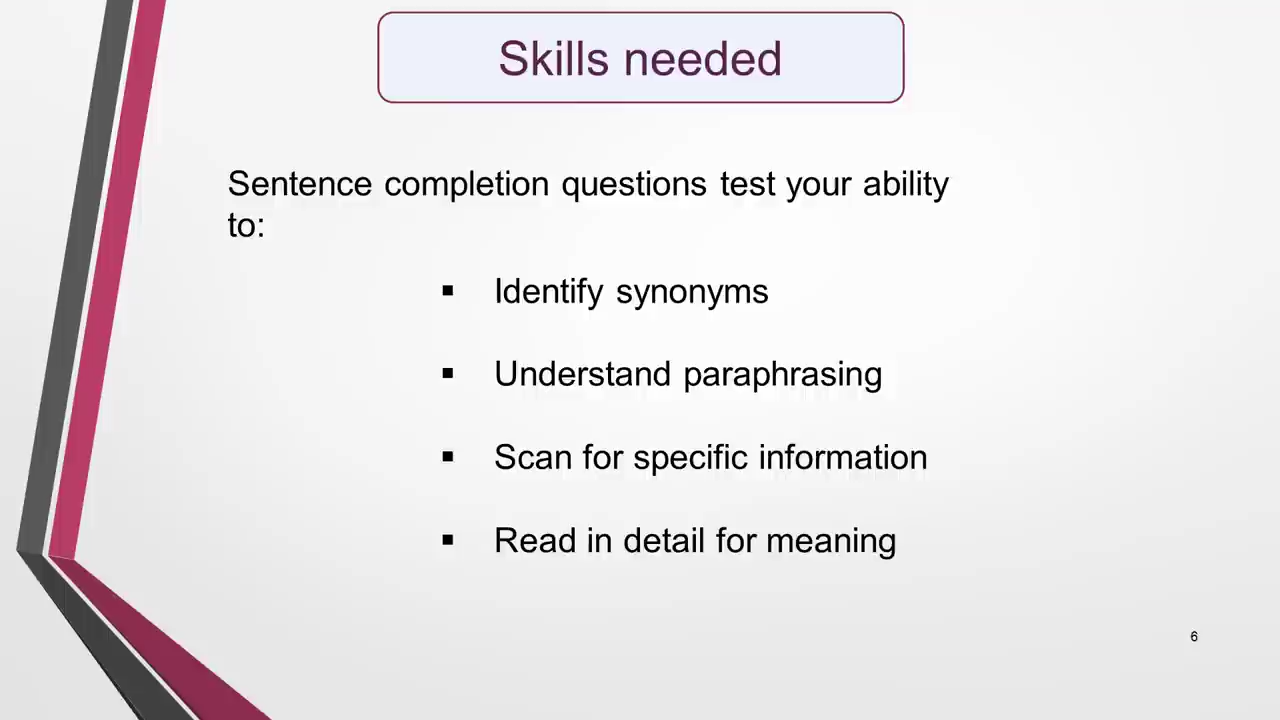 Skills needed
Sentence completion questions test your ability
to:
▪ Identify synonyms
▪ Understand paraphrasing
▪ Scan for specific information
▪ Read in detail for meaning
6